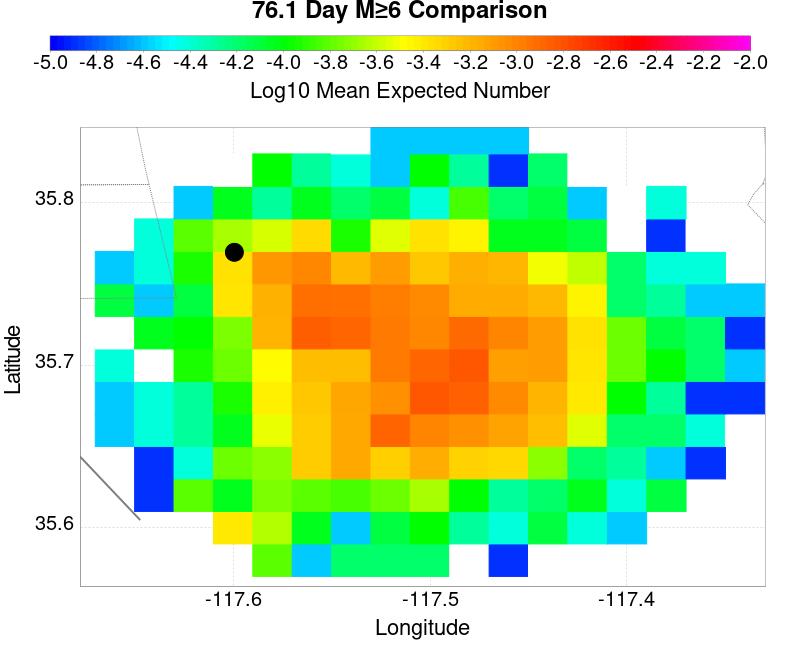 76.1 Day M≥6 Comparison
-5.0 -4.8 -4.6 -4.4 -4.2 -4.0 -3.8 -3.6 -3.4 -3.2 -3.0 -2.8 -2.6 -2.4 -2.2 -2.0
Log10 Mean Expected Number
35.8
35.7
35.6
Latitude
-117.6 -117.5 -117.4
Longitude